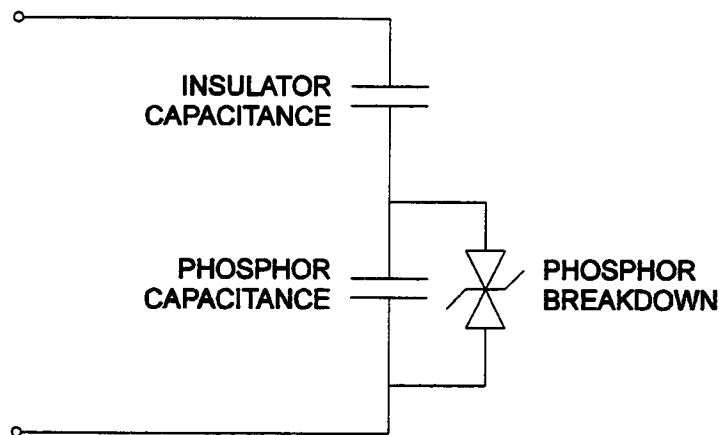 INSULATOR
CAPACITANCE
PHOSPHOR
CAPACITANCE
PHOSPHOR
BREAKDOWN